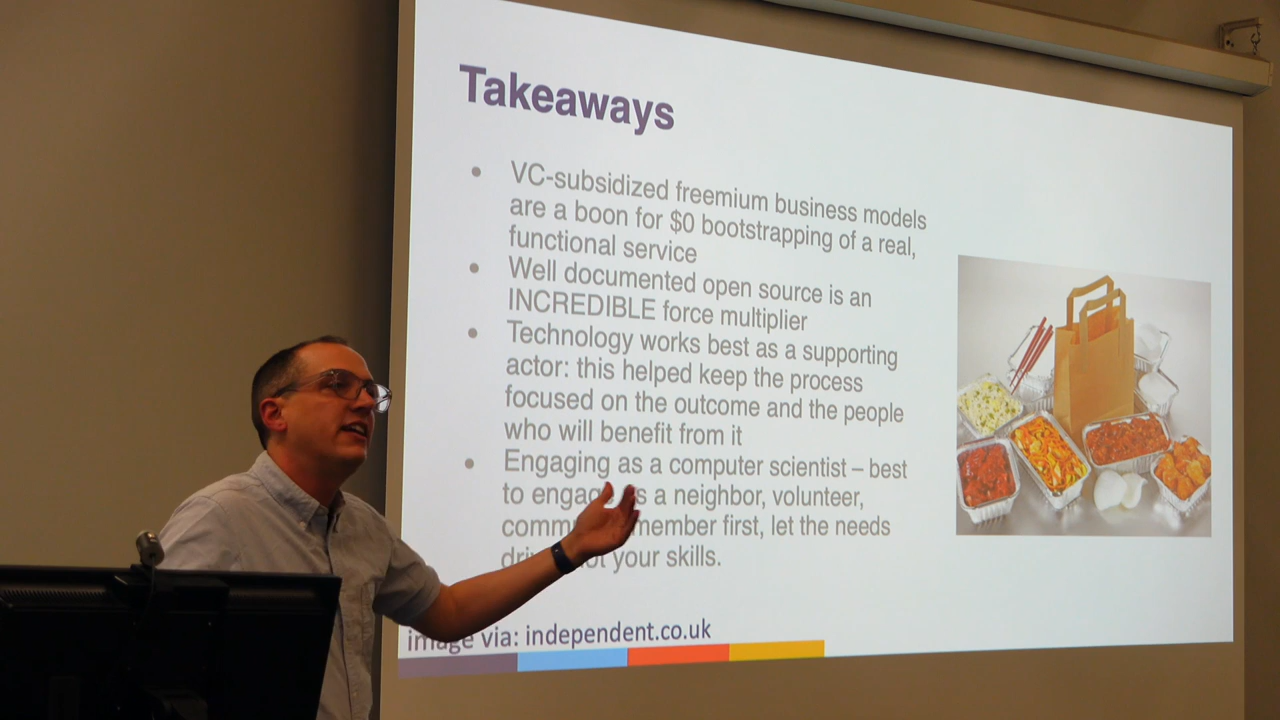 Takeaways
• VC-subsidized freemium business models
are a boon for $0 bootstrapping of a real,
functional service
• Well documented open source is an
INCREDIBLE force multiplier
• Technology works best as a supporting
actor: this helped keep the process
focused on the outcome and the people
who will benefit from it
• Engaging as a computer scientist – best
to engage as a neighbor, volunteer,
member first, let the needs
your skills.
image via: independent.co.uk